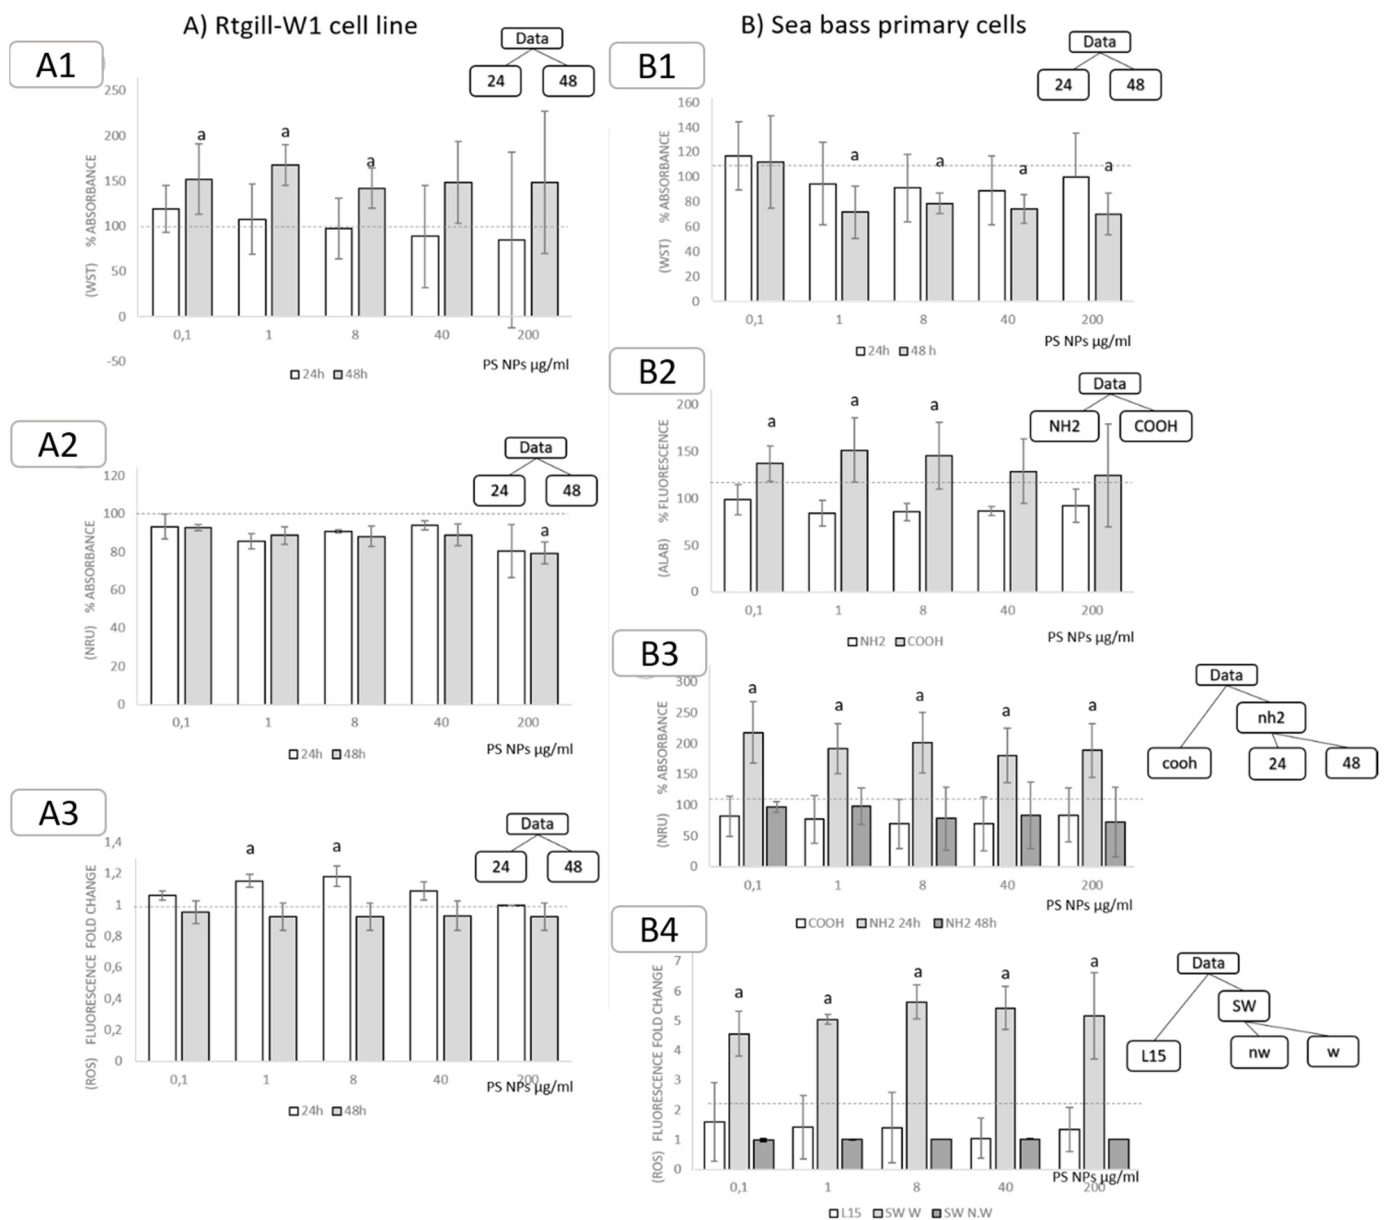 A) Rtgill-W1 cell line
B) Sea bass primary cells
A1
Data
24
48
250
200
150
100
50
0
-50
(WST) % ABSORBANCE
a
a
a
0,1
1
8
40
200
PS NPs µg/ml
24h
48h
A2
Data
24
48
120
100
80
60
40
20
0
(NRU) % ABSORBANCE
a
0,1
1
8
40
200
PS NPs µg/ml
24h
48h
A3
Data
24
48
1,4
1,2
1
0,8
0,6
0,4
0,2
0
(ROS) FLUORESCENCE FOLD CHANGE
a
a
0,1
1
8
40
200
PS NPs µg/ml
24h
48h
B1
Data
24
48
160
140
120
100
80
60
40
20
0
(WST) % ABSORBANCE
a
a
a
a
0,1
1
8
40
200
PS NPs µg/ml
24h
48 h
B2
Data
NH2
COOH
200
150
100
50
0
(ALAB) % FLUORESCENCE
a
a
a
0,1
1
8
40
200
PS NPs µg/ml
NH2
COOH
B3
Data
nh2
cooh
24
48
300
250
200
150
100
50
0
(NRU) % ABSORBANCE
a
a
a
a
a
0,1
1
8
40
200
PS NPs µg/ml
COOH
NH2 24h
NH2 48h
B4
Data
SW
L15
nw
w
7
6
5
4
3
2
1
0
(ROS) FLUORESCENCE FOLD CHANGE
a
a
a
a
a
0,1
1
8
40
200
PS NPs µg/ml
L15
SW W
SW N.W